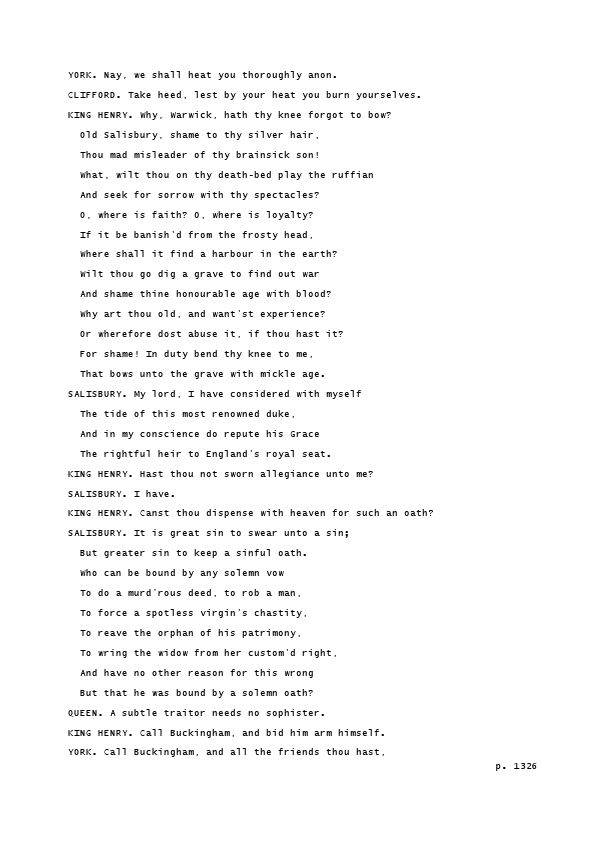 YORK. Nay, we shall heat you thoroughly anon.
CLIFFORD. Take heed, lest by your heat you burn yourselves.
KING HENRY. Why, Warwick, hath thy knee forgot to bow?
Old Salisbury, shame to thy silver hair,
Thou mad misleader of thy brainsick son!
What, wilt thou on thy death-bed play the ruffian
And seek for sorrow with thy spectacles?
O, where is faith? O, where is loyalty?
If it be banish'd from the frosty head,
Where shall it find a harbour in the earth?
Wilt thou go dig a grave to find out war
And shame thine honourable age with blood?
Why art thou old, and want'st experience?
Or wherefore dost abuse it, if thou hast it?
For shame! In duty bend thy knee to me,
That bows unto the grave with mickle age.
SALISBURY. My lord, I have considered with myself
The tide of this most renowned duke,
And in my conscience do repute his Grace
The rightful heir to England's royal seat.
KING HENRY. Hast thou not sworn allegiance unto me?
SALISBURY. I have.
KING HENRY. Canst thou dispense with heaven for such an oath?
SALISBURY. It is great sin to swear unto a sin;
But greater sin to keep a sinful oath.
Who can be bound by any solemn vow
To do a murd'rous deed, to rob a man,
To force a spotless virgin's chastity,
To reave the orphan of his patrimony,
To wring the widow from her custom'd right,
And have no other reason for this wrong
But that he was bound by a solemn oath?
QUEEN. A subtle traitor needs no sophister.
KING HENRY. Call Buckingham, and bid him arm himself.
YORK. Call Buckingham, and all the friends thou hast,
p. 1326